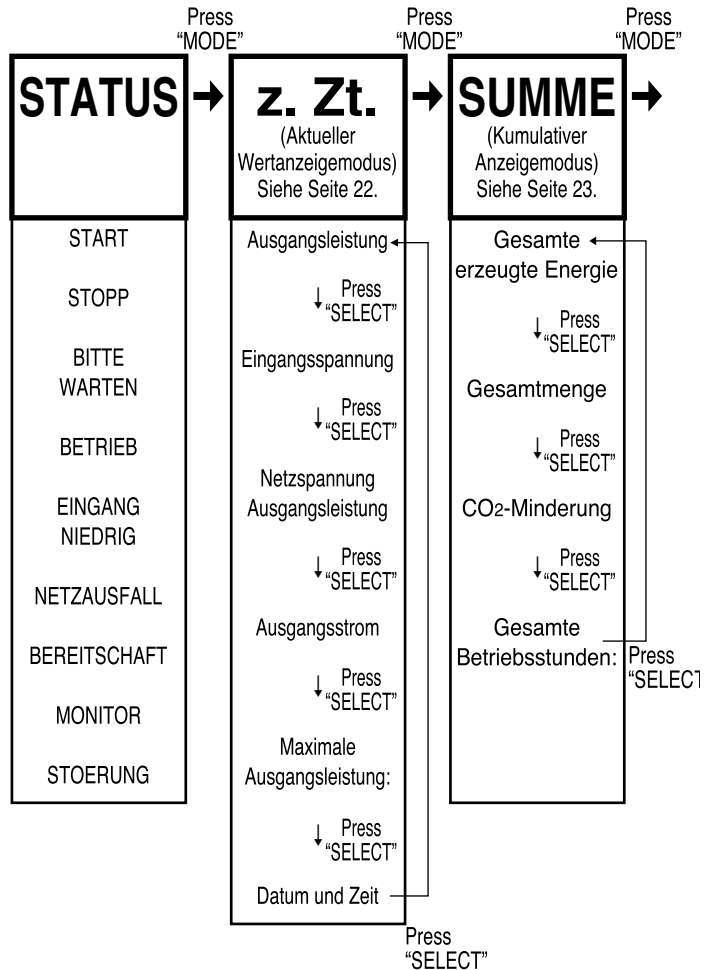 Press
“MODE”
Press
“MODE”
Press
“MODE”
STATUS
z. Zt.
(Aktueller
Wertanzeigemodus)
Siehe Seite 22.
SUMME
(Kumulativer
Anzeigemodus)
Siehe Seite 23.
START
STOPP
BITTE
WARTEN
BETRIEB
EINGANG
NIEDRIG
NETZAUSFALL
BEREITSCHAFT
MONITOR
STOERUNG
Ausgangsleistung
Press
“SELECT”
Eingangsspannung
Press
“SELECT”
Netzspannung
Ausgangsleistung
Press
“SELECT”
Ausgangsstrom
Press
“SELECT”
Maximale
Ausgangsleistung:
Press
“SELECT”
Datum und Zeit
Press
“SELECT”
Gesamte
erzeugte Energie
Press
“SELECT”
Gesamtmenge
Press
“SELECT”
CO2-Minderung
Press
“SELECT”
Gesamte
Betriebsstunden:
Press
“SELECT